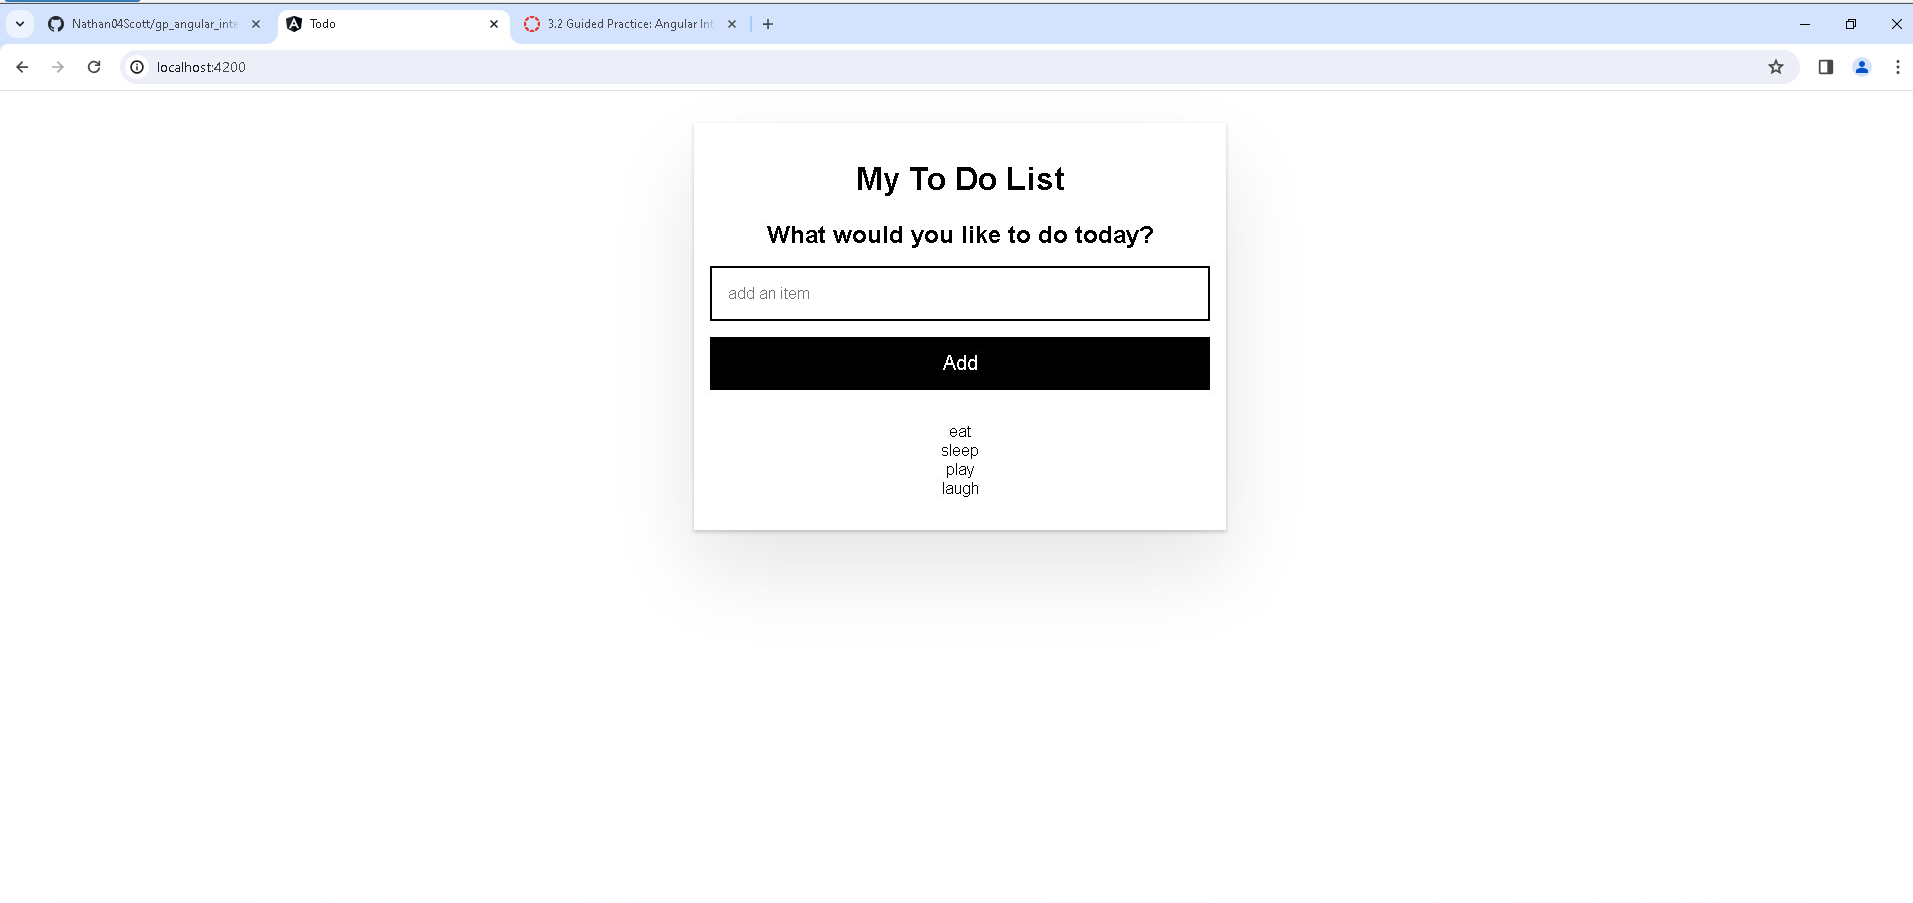 Nathan04Scott/gp_angular_inte
Todo
3.2 Guided Practice: Angular Int
localhost:4200
My To Do List
What would you like to do today?
add an item
Add
eat
sleep
play
laugh